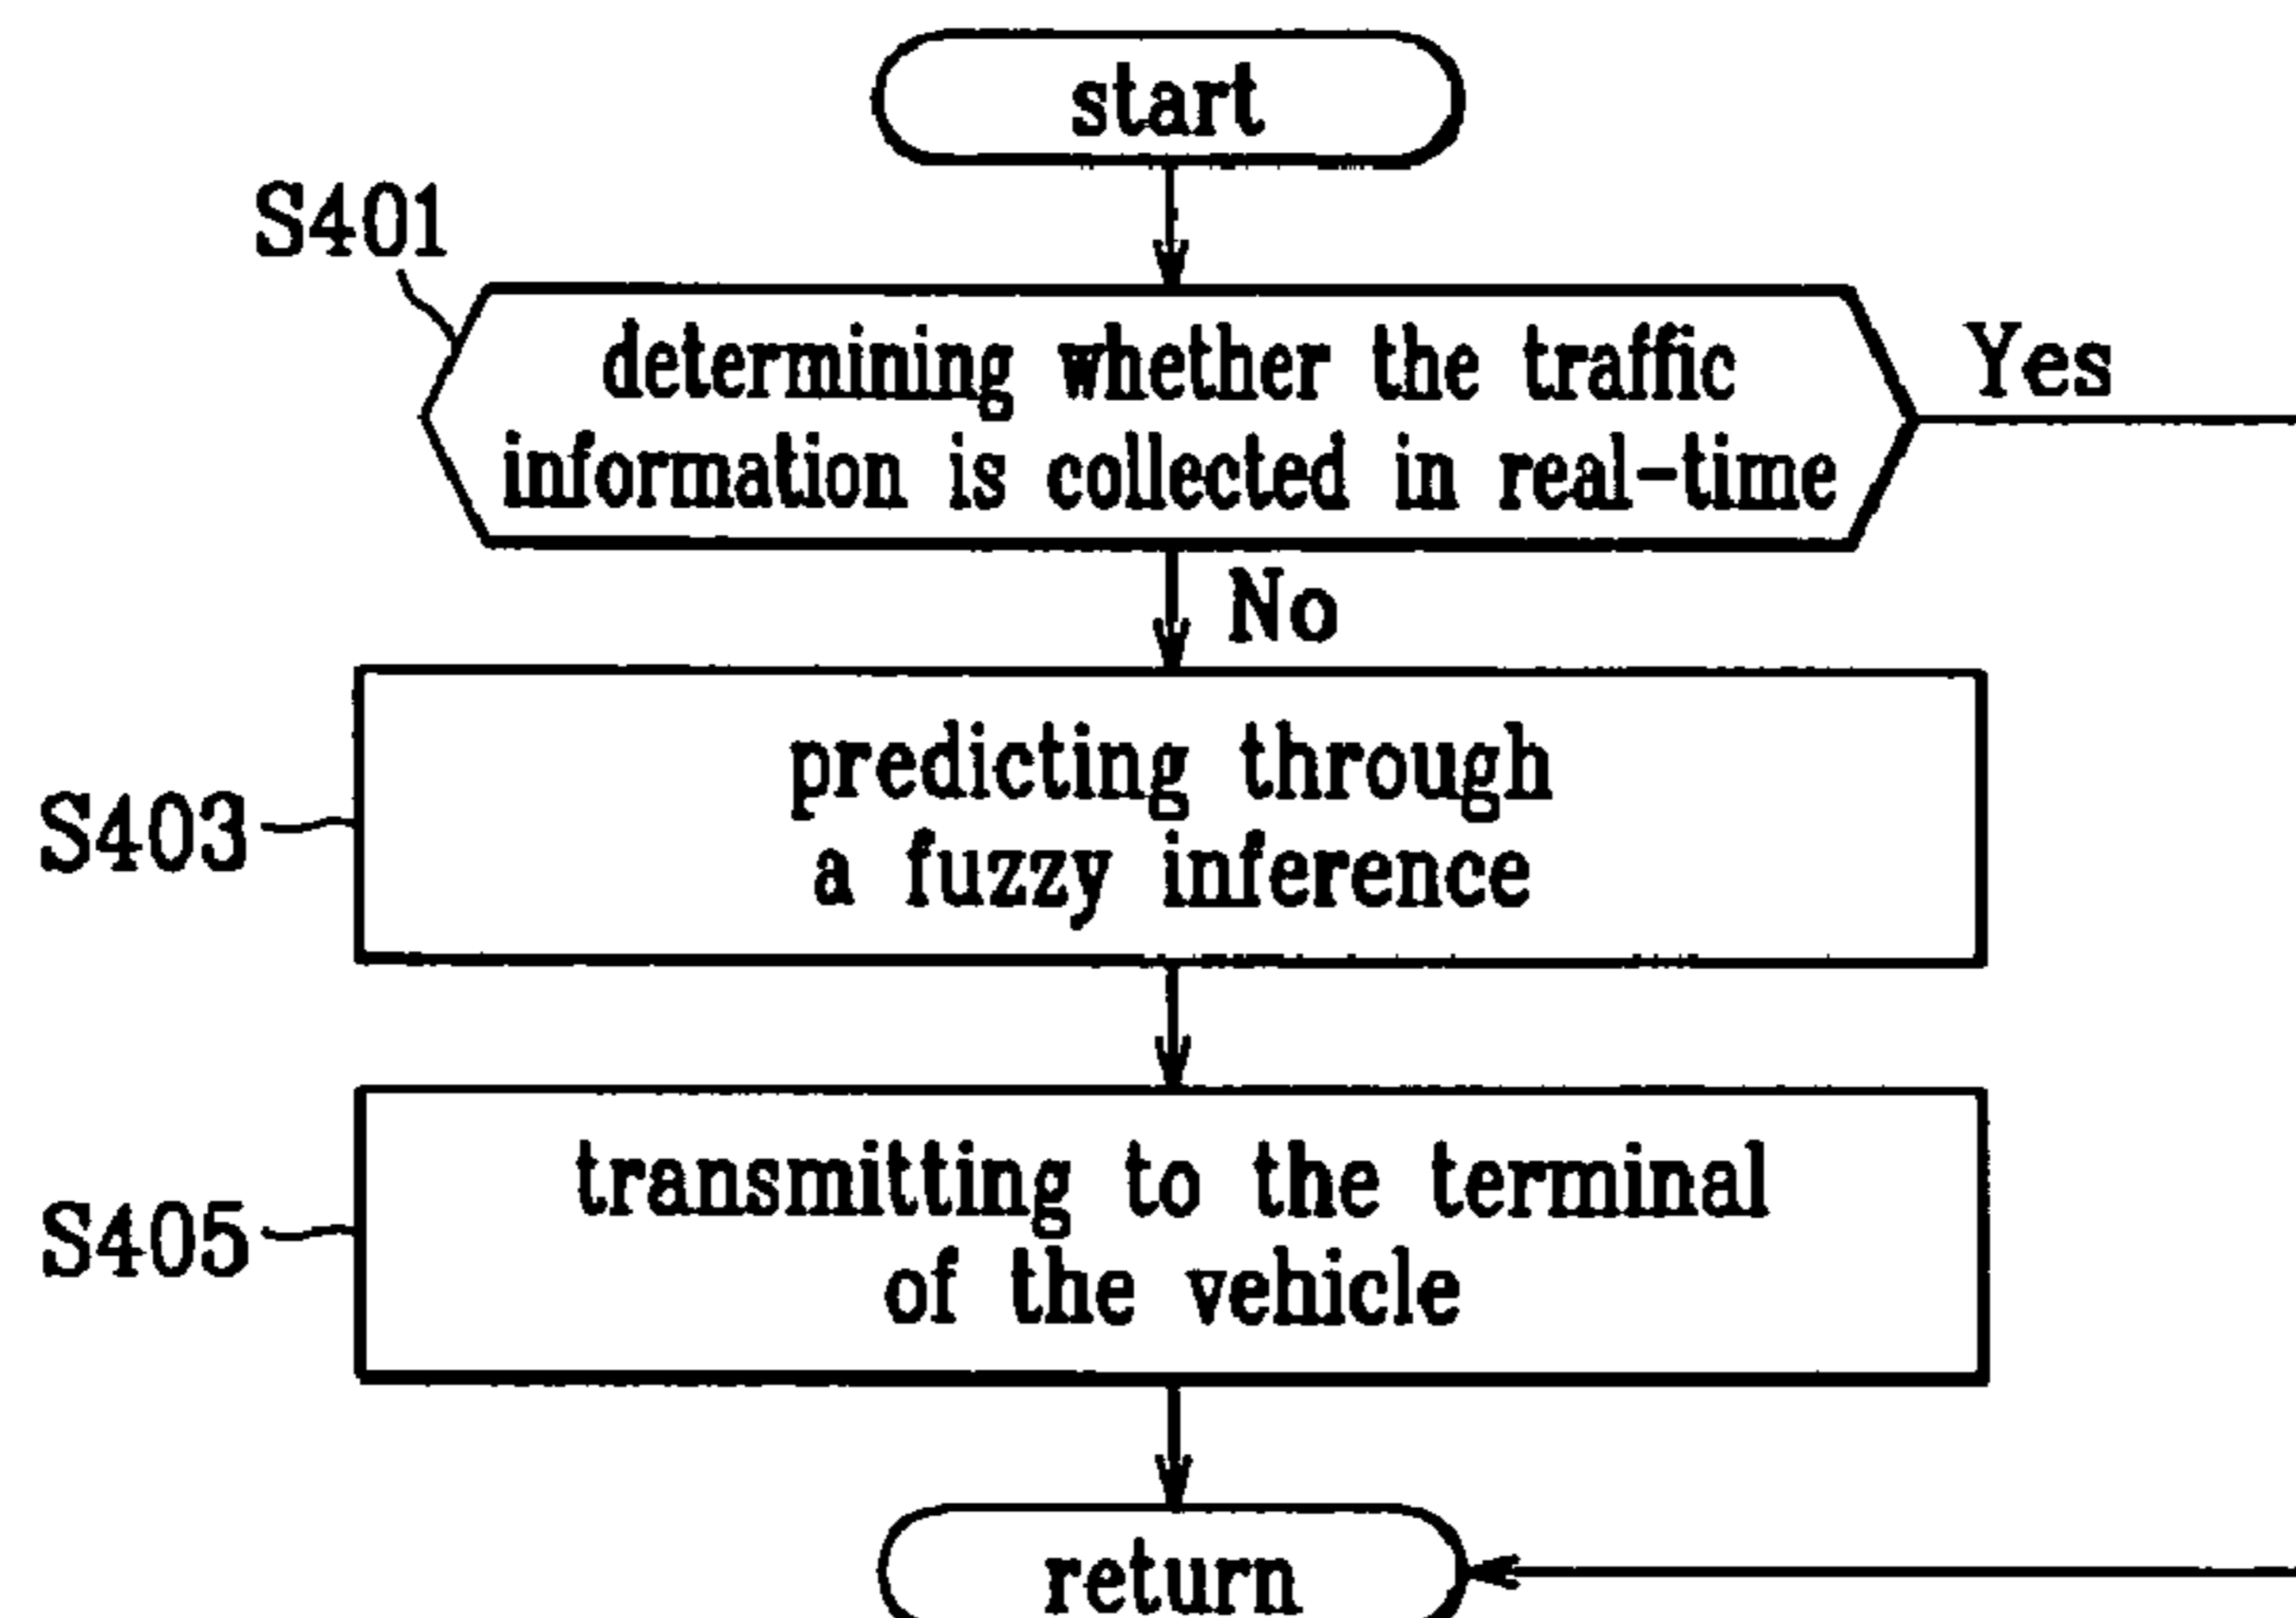 start
S401
determining whether the traffic
information is collected in real-time
Yes
No
S403
predicting through
a fuzzy inference
S405
transmitting to the terminal
of the vehicle
return